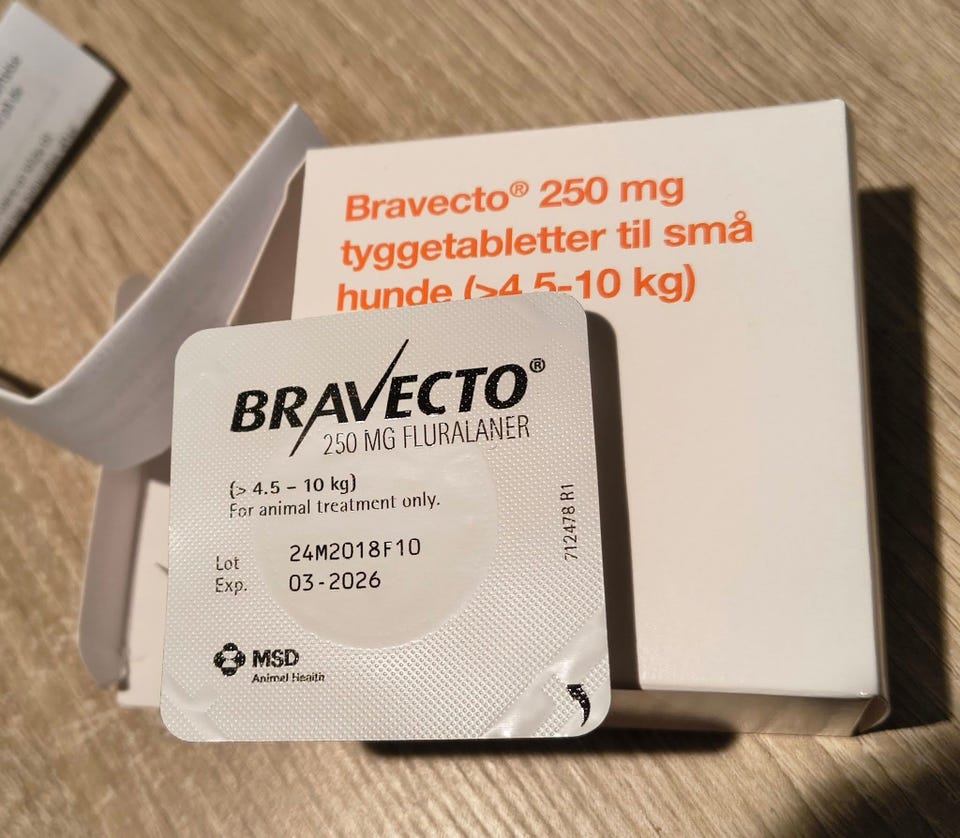 Bravecto® 250 mg
tyggetabletter til små
hunde (>4.5-10 kg)
BRAVECTO®
250 MG FLURALANER
(> 4.5 – 10 kg)
For animal treatment only.
Lot 24M2018F10
Exp. 03-2026
712478 R1
MSD
Animal Health